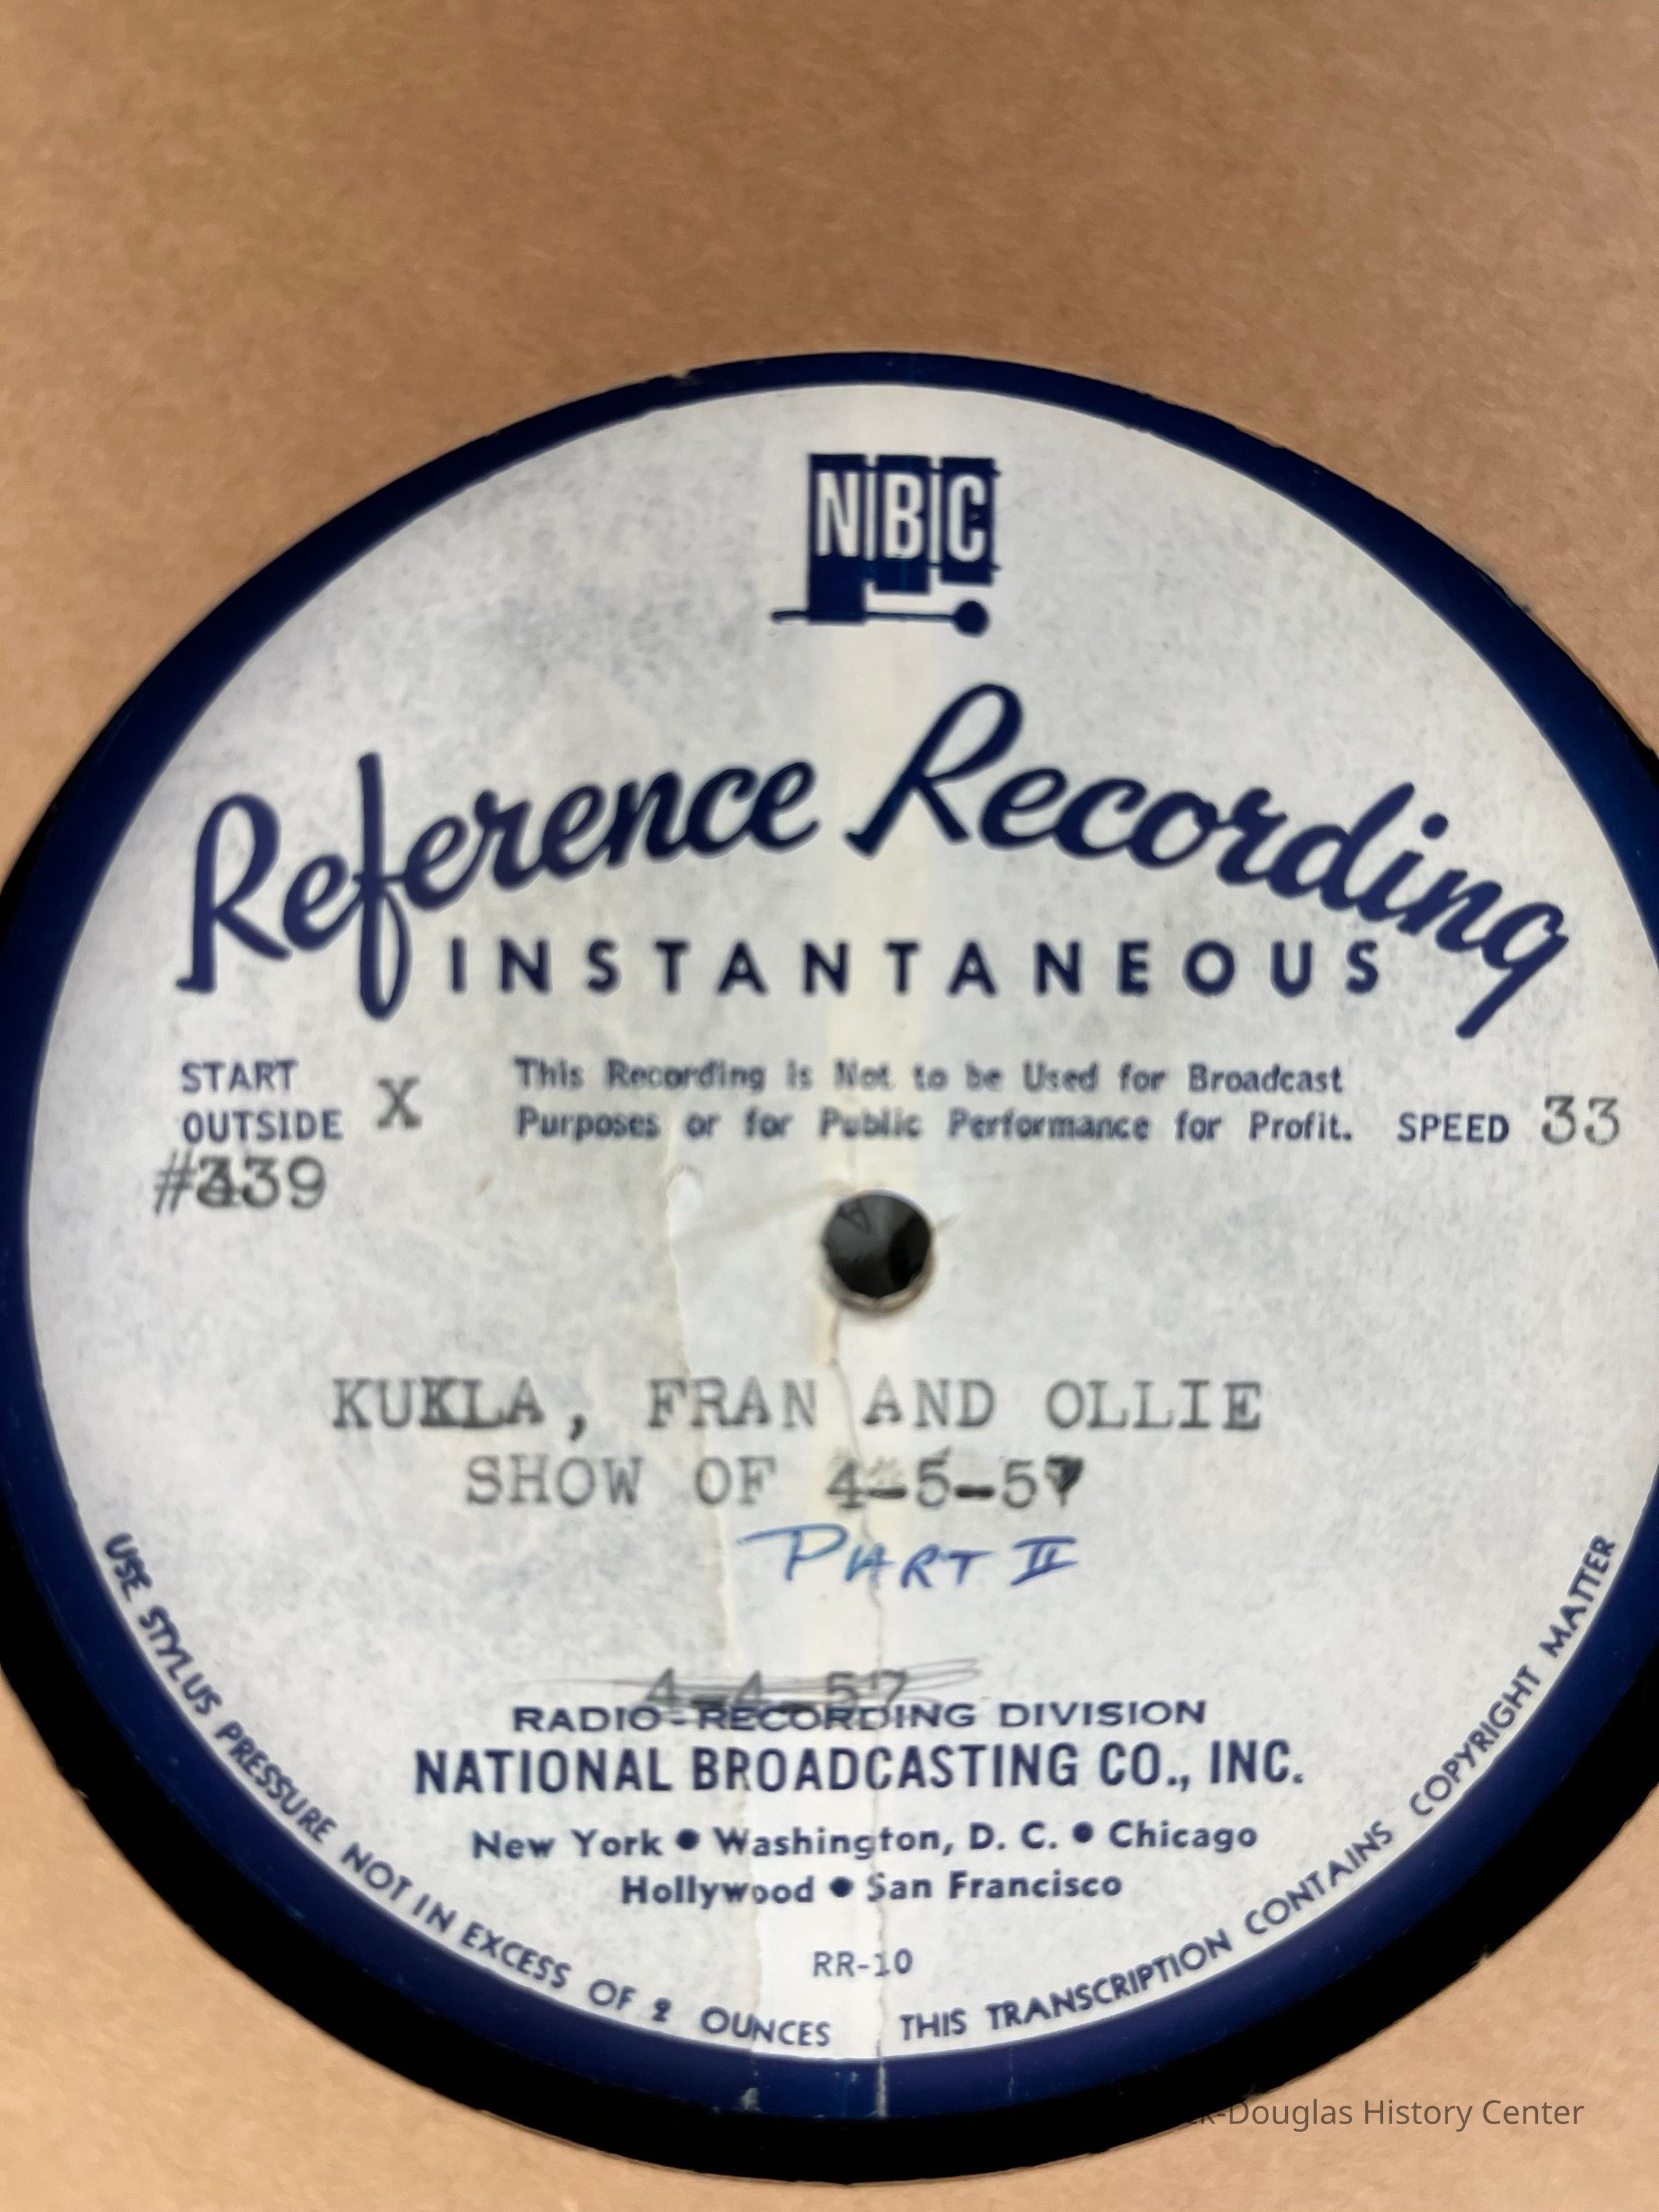 NBC
Reference Recording
INSTANTANEOUS
START
OUTSIDE X
This Recording is Not to be Used for Broadcast
Purposes or for Public Performance for Profit. SPEED 33
#339
KUKLA, FRAN AND OLLIE
SHOW OF 4-5-57
PART II
4-4-57
RADIO-RECORDING DIVISION
NATIONAL BROADCASTING CO., INC.
New York • Washington, D. C. • Chicago
Hollywood • San Francisco
RR-10
USE STYLUS PRESSURE NOT IN EXCESS OF 2 OUNCES
THIS TRANSCRIPTION CONTAINS COPYRIGHT MATTER
-Douglas History Center